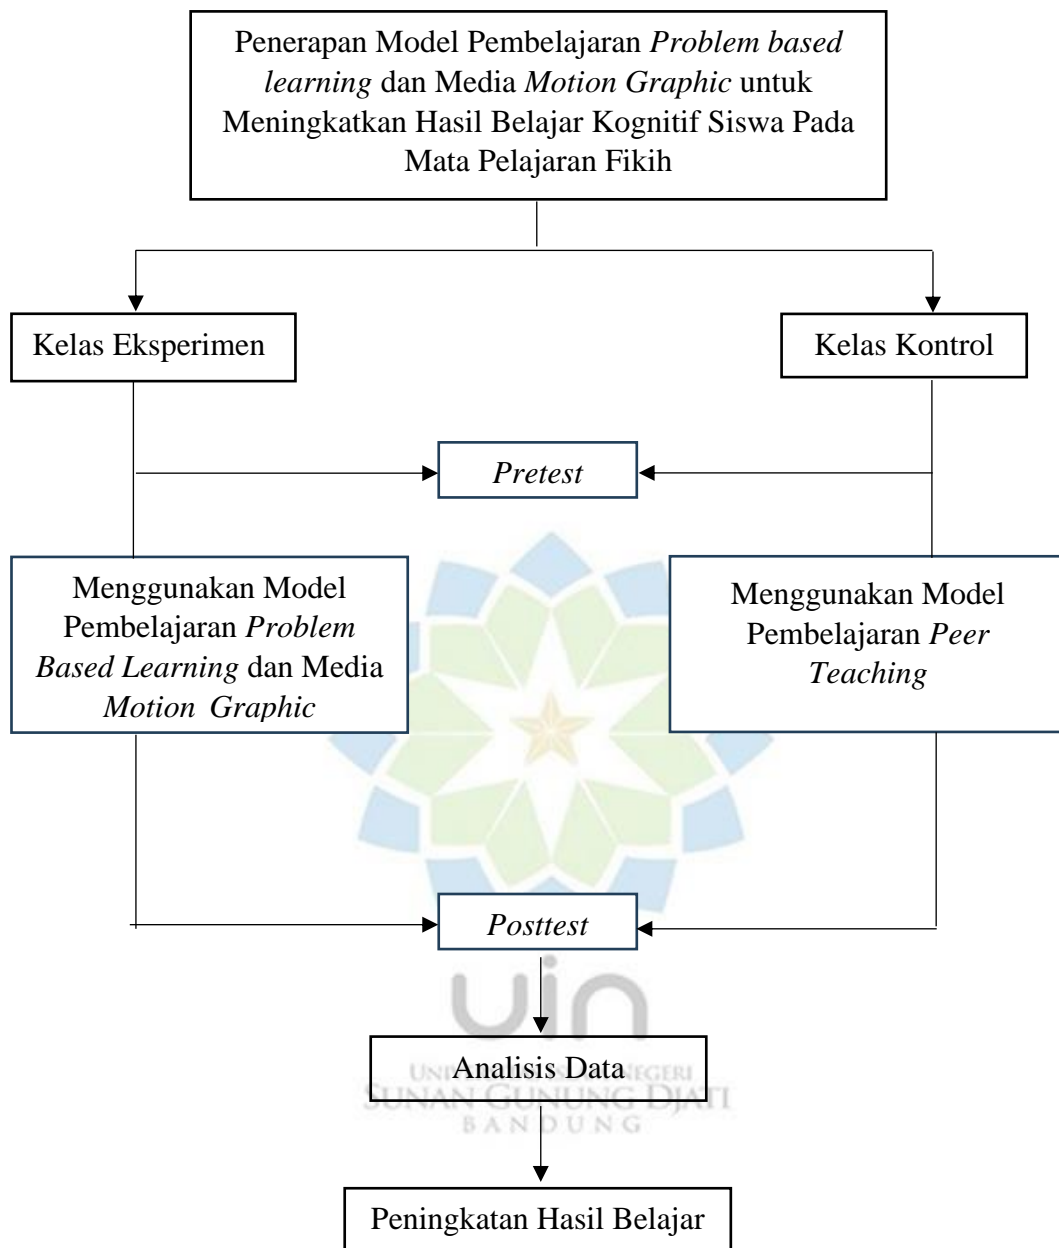 Penerapan Model Pembelajaran Problem based
learning dan Media Motion Graphic untuk
Meningkatkan Hasil Belajar Kognitif Siswa Pada
Mata Pelajaran Fikih
Kelas Eksperimen
Kelas Kontrol
Pretest
Menggunakan Model
Pembelajaran Problem
Based Learning dan Media
Motion Graphic
Menggunakan Model
Pembelajaran Peer
Teaching
Posttest
uin
Analisis Data
NEGERI
SUNAN GUNUNG DJATI
BANDUNG
Peningkatan Hasil Belajar